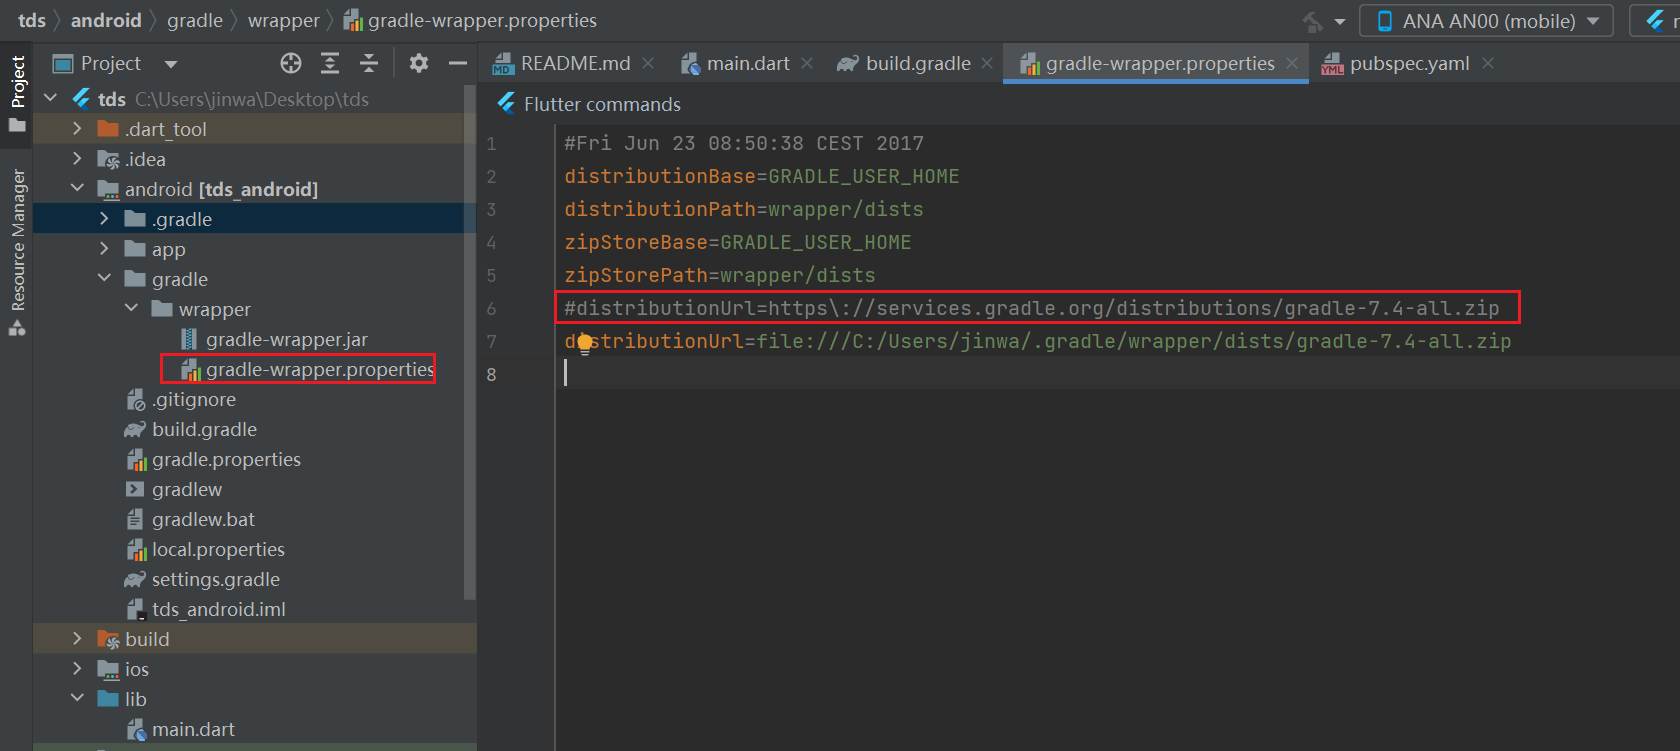 tds android gradle wrapper gradle-wrapper.properties ANA AN00 (mobile)
Project
README.md main.dart build.gradle gradle-wrapper.properties pubspec.yaml
Project
Resource Manager
tds C:\Users\jinwa\Desktop\tds
.dart_tool
.idea
android [tds_android]
.gradle
app
gradle
wrapper
gradle-wrapper.jar
gradle-wrapper.properties
.gitignore
build.gradle
gradle.properties
gradlew
gradlew.bat
local.properties
settings.gradle
tds_android.iml
build
ios
lib
main.dart
Flutter commands
1 #Fri Jun 23 08:50:38 CEST 2017
2 distributionBase=GRADLE_USER_HOME
3 distributionPath=wrapper/dists
4 zipStoreBase=GRADLE_USER_HOME
5 zipStorePath=wrapper/dists
6 #distributionUrl=https\://services.gradle.org/distributions/gradle-7.4-all.zip
7 distributionUrl=file:///C:/Users/jinwa/.gradle/wrapper/dists/gradle-7.4-all.zip
8